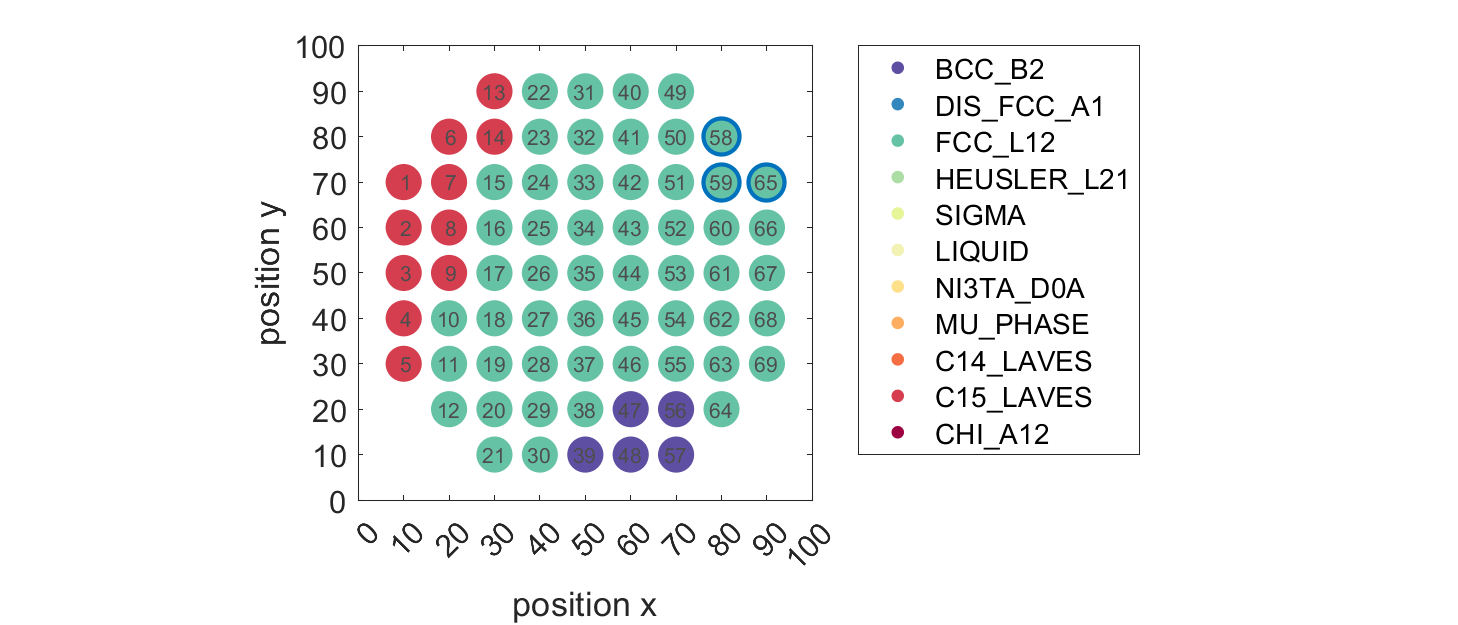 100
90 13 22 31 40 49
80 6 14 23 32 41 50 58
70 1 7 15 24 33 42 51 59 65
60 2 8 16 25 34 43 52 60 66
50 3 9 17 26 35 44 53 61 67
40 4 10 18 27 36 45 54 62 68
30 5 11 19 28 37 46 55 63 69
20 12 20 29 38 47 56 64
10 21 30 39 48 57
0
position y
0 10 20 30 40 50 60 70 80 90 100
position x
BCC_B2
DIS_FCC_A1
FCC_L12
HEUSLER_L21
SIGMA
LIQUID
NI3TA_D0A
MU_PHASE
C14_LAVES
C15_LAVES
CHI_A12